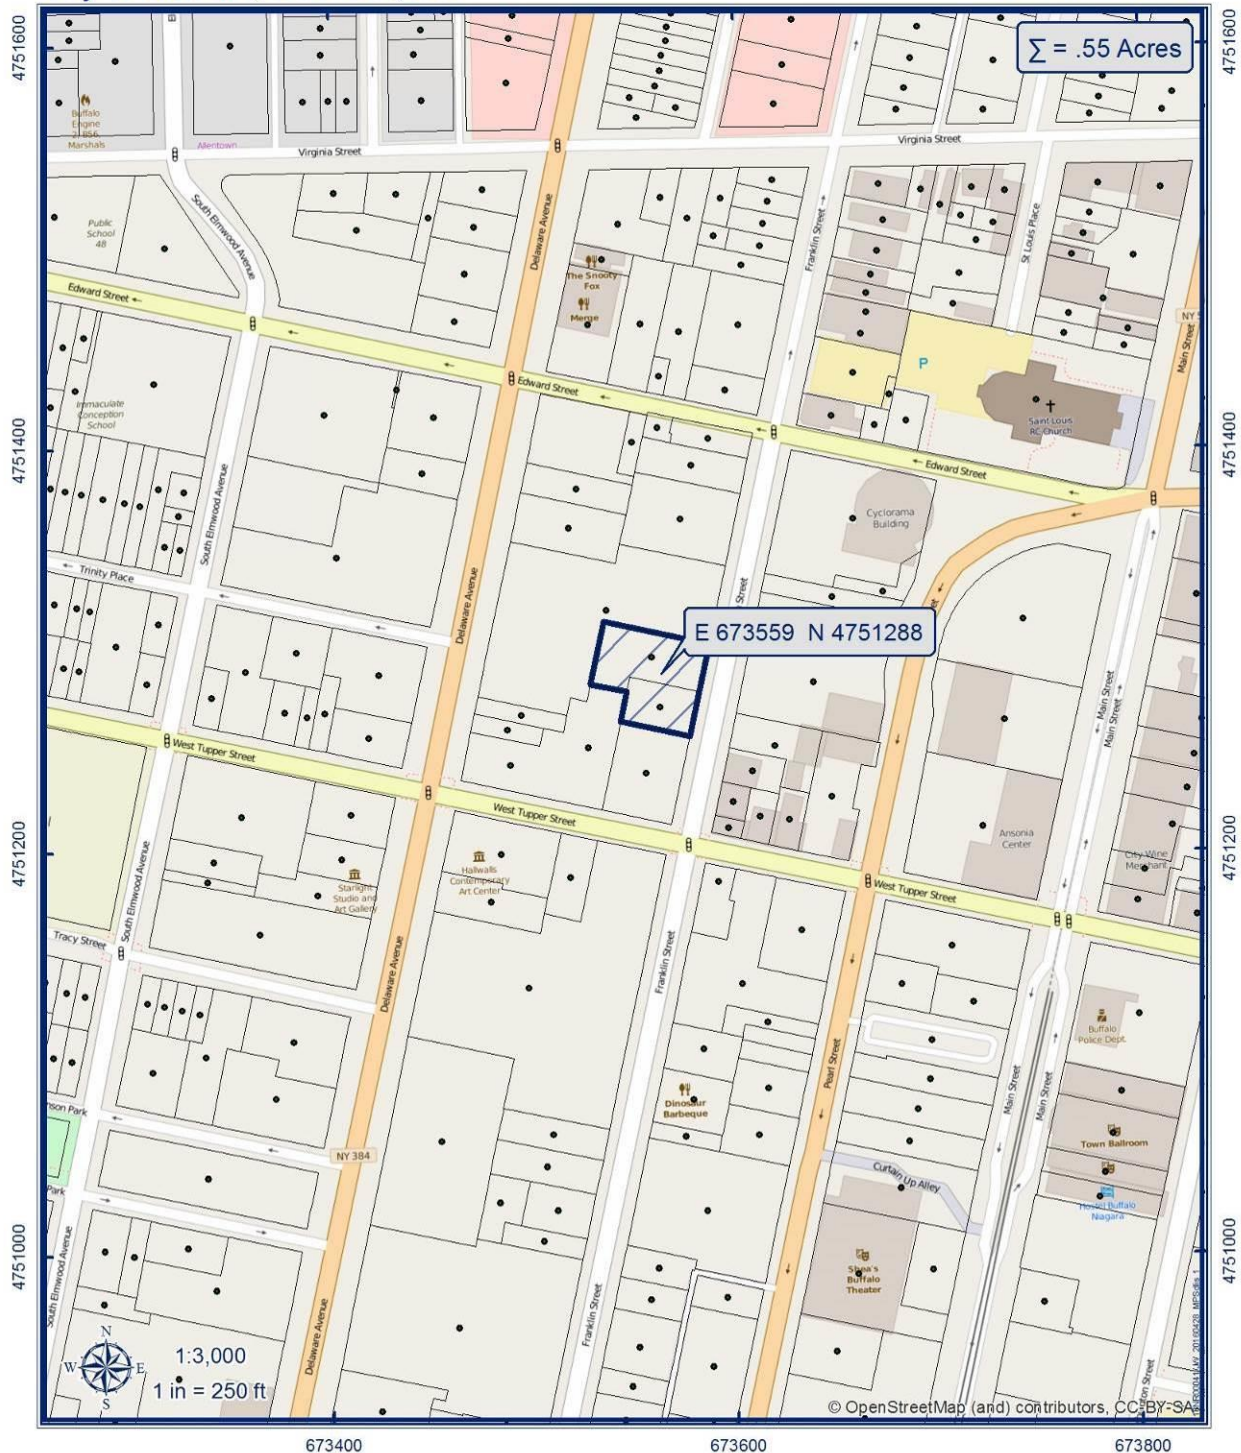 4751600
4751600
∑ = .55 Acres
Buffalo
Engine
Marshals
Allentown
Virginia Street
Virginia Street
Public
School
48
South Elmwood Avenue
Delaware Avenue
Franklin Street
St Louis Place
The Snooty
Fox
Merge
Edward Street
P
Main Street
Immaculate
Conception
School
Edward Street
Saint Louis
RC Church
4751400
4751400
Edward Street
South Elmwood Avenue
Cyclorama
Building
Trinity Place
Delaware Avenue
Street
E 673559 N 4751288
Main Street
Main Street
West Tupper Street
West Tupper Street
Ansonia
Center
4751200
4751200
City Wine
Merchant
Hallwalls
Contemporary
Art Center
Starlight
Studio and
Art Gallery
West Tupper Street
South Elmwood Avenue
Tracy Street
Franklin Street
Delaware Avenue
Buffalo
Police Dept.
Pearl Street
Main Street
Main Street
Dinosaur
Barbeque
Town Ballroom
NY 384
Curtain Up Alley
Park
Hostel Buffalo
Niagara
4751000
4751000
South Elmwood Avenue
Shea's
Buffalo
Theater
Franklin Street
Delaware Avenue
N
W E
S
1:3,000
1 in = 250 ft
© OpenStreetMap (and) contributors, CC-BY-SA
673400
673600
673800